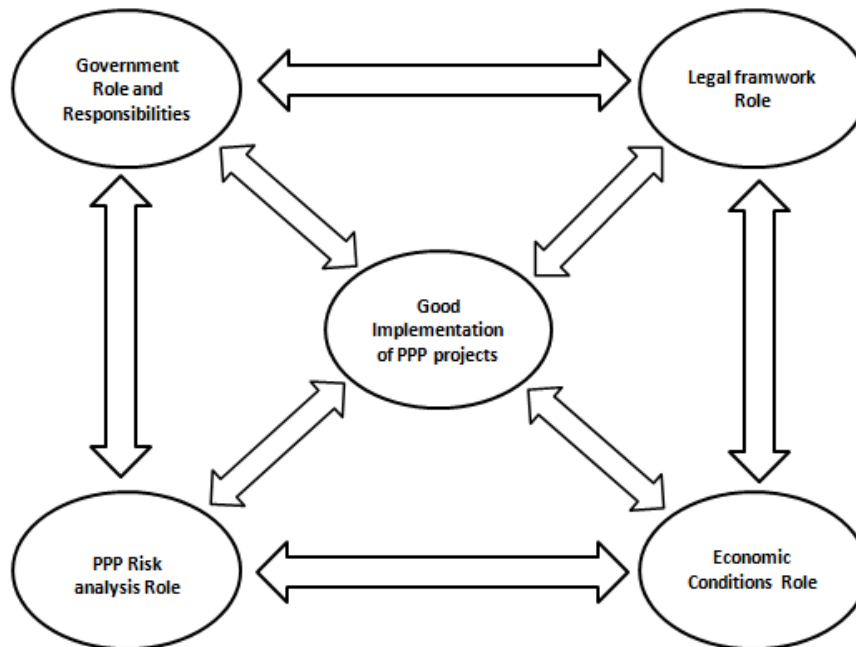 Government
Role and
Responsibilities
Legal framwork
Role
Good
Implementation
of PPP projects
PPP Risk
analysis Role
Economic
Conditions Role